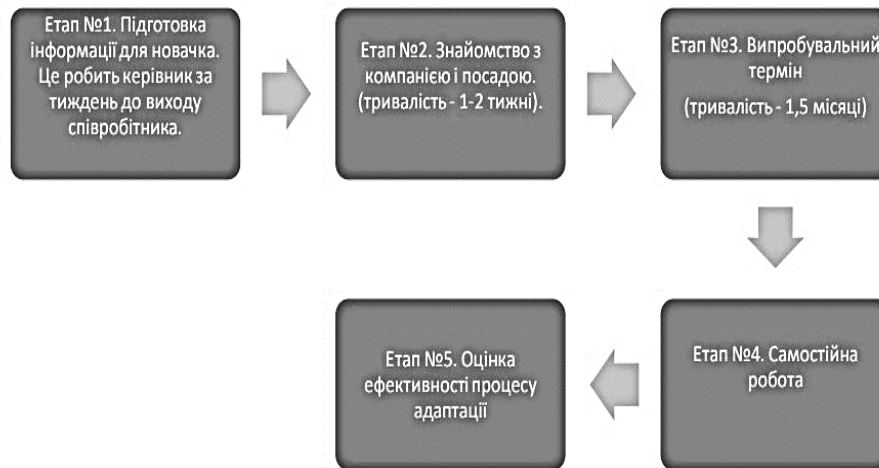 Етап №1. Підготовка
інформації для новачка.
Це робить керівник за
тиждень до виходу
співробітника.
Етап №2. Знайомство з
компанією і посадою.
(тривалість - 1-2 тижні).
Етап №3. Випробувальний
термін
(тривалість - 1,5 місяці)
Етап №4. Самостійна
робота
Етап №5. Оцінка
ефективності процесу
адаптації